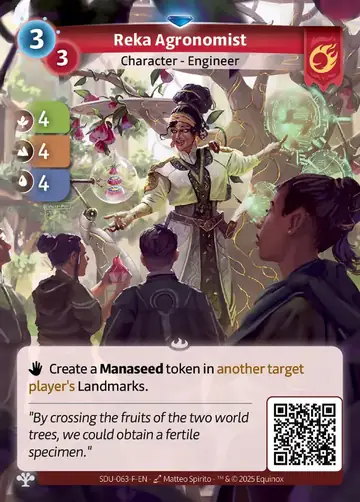 3
3
Reka Agronomist
Character - Engineer
4
4
4
Create a Manaseed token in another target
player's Landmarks.
"By crossing the fruits of the two world
trees, we could obtain a fertile
specimen."
SDU-063-F-EN - Matteo Spirito - ™ & © 2025 Equinox